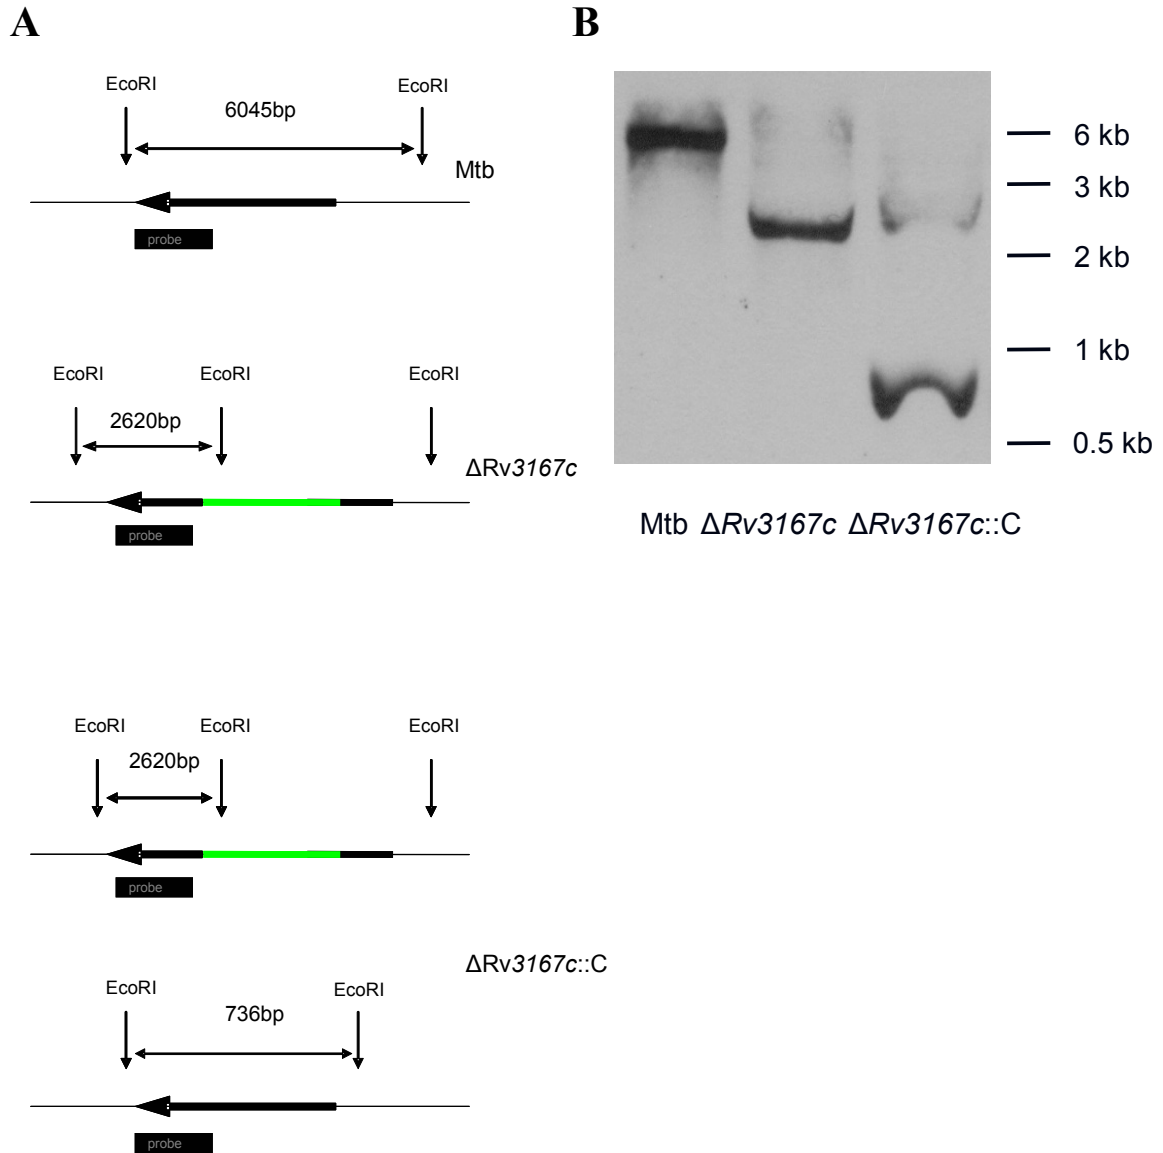 A
B
EcoRI
EcoRI
6045bp
Mtb
probe
EcoRI
EcoRI
EcoRI
2620bp
ΔRv3167c
probe
EcoRI
EcoRI
EcoRI
2620bp
probe
ΔRv3167c::C
EcoRI
EcoRI
736bp
probe
6 kb
3 kb
2 kb
1 kb
0.5 kb
Mtb ΔRv3167c ΔRv3167c::C